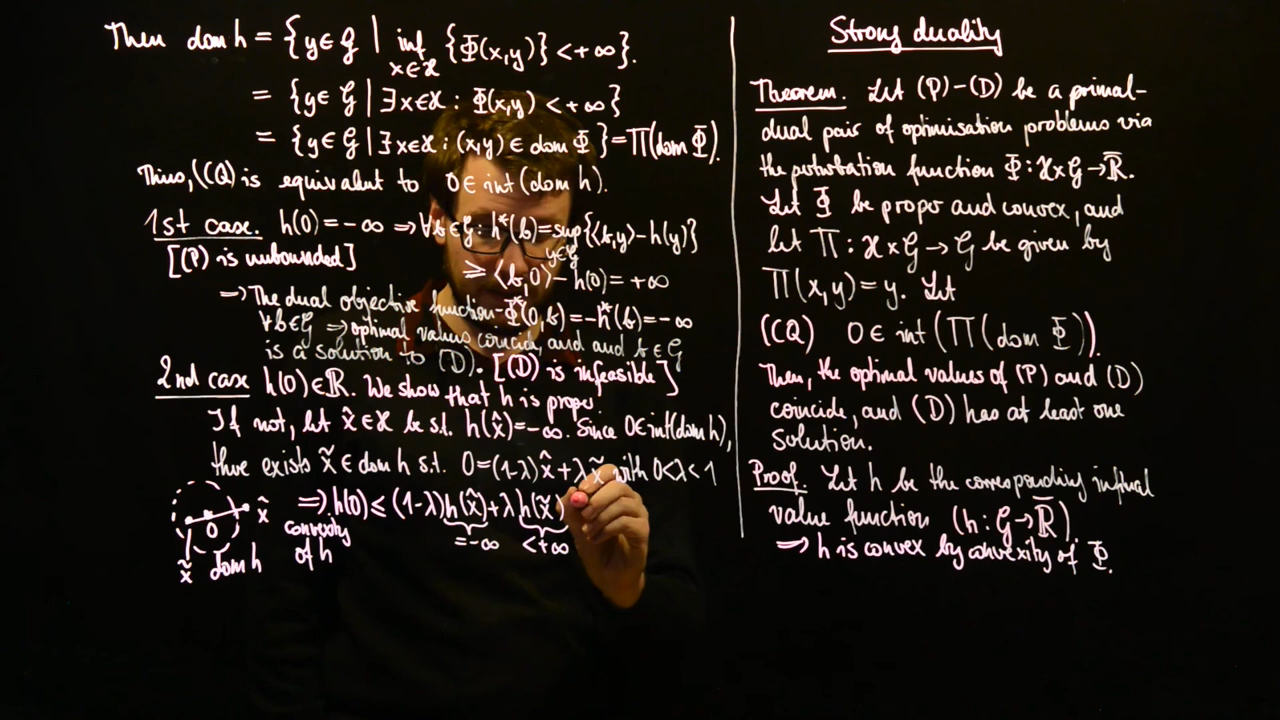 Then dom h = {y ∈ G | inf {Φ(x,y)} < +∞}.
x∈X
= {y ∈ G | ∃ x ∈ X : Φ(x,y) < +∞}
= {y ∈ G | ∃ x ∈ X : (x,y) ∈ dom Φ} = Π(dom Φ).
Thus, (CQ) is equivalent to 0 ∈ int (dom h).
1st case. h(0) = -∞ ⇒ ∀b ∈ G : h*(b) = sup {⟨b,y⟩ - h(y)}
y∈G
[(P) is unbounded]
≥ ⟨b,0⟩ - h(0) = +∞
⇒ The dual objective function -Φ*(0,b) = -h*(b) = -∞
∀b∈G ⇒ optimal values coincide, and and b ∈ G
is a solution to (D). [(D) is infeasible]
2nd case h(0) ∈ ℝ. We show that h is proper
If not, let x̂ ∈ X be s.t. h(x̂) = -∞. Since 0 ∈ int(dom h),
there exists x̃ ∈ dom h s.t. 0 = (1-λ)x̂ + λx̃ with 0<λ<1
⇒ h(0) ≤ (1-λ)h(x̂) + λ h(x̃)
= -∞ < +∞
convexity
of h
0 x̂
x̃ dom h
Strong duality
Theorem. Let (P)-(D) be a primal-
dual pair of optimisation problems via
the perturbation function Φ : X×G → ℝ̄.
Let Φ be proper and convex, and
let Π : X×G → G be given by
Π(x,y) = y. Let
(CQ) 0 ∈ int (Π(dom Φ)).
Then, the optimal values of (P) and (D)
coincide, and (D) has at least one
solution.
Proof. Let h be the corresponding infimal
value function (h : G → ℝ̄).
⇒ h is convex by convexity of Φ.